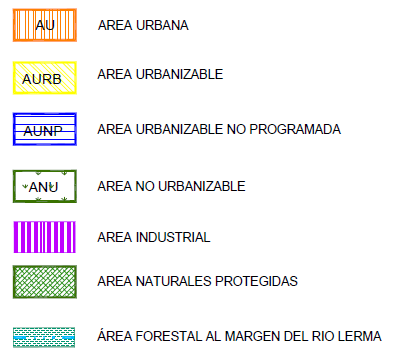 AU AREA URBANA
AURB AREA URBANIZABLE
AUNP AREA URBANIZABLE NO PROGRAMADA
ANU AREA NO URBANIZABLE
AREA INDUSTRIAL
AREA NATURALES PROTEGIDAS
ÁREA FORESTAL AL MARGEN DEL RIO LERMA